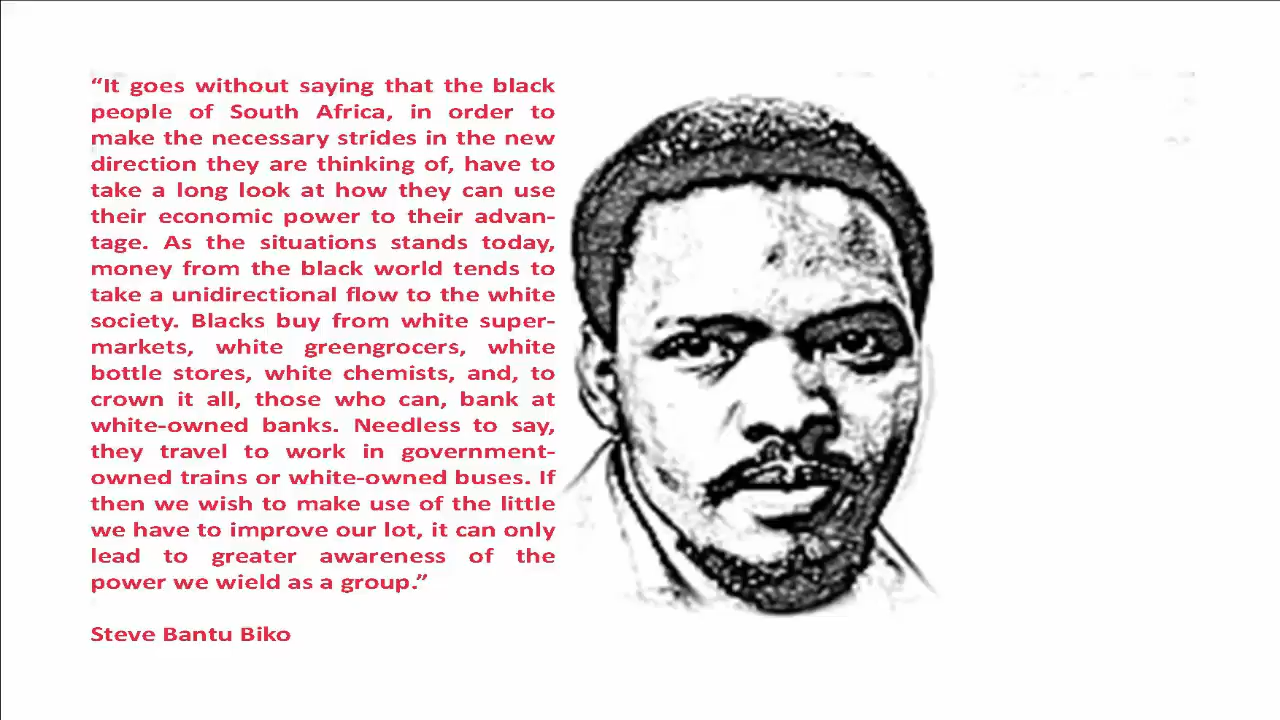 “It goes without saying that the black
people of South Africa, in order to
make the necessary strides in the new
direction they are thinking of, have to
take a long look at how they can use
their economic power to their advan-
tage. As the situations stands today,
money from the black world tends to
take a unidirectional flow to the white
society. Blacks buy from white super-
markets, white greengrocers, white
bottle stores, white chemists, and, to
crown it all, those who can, bank at
white-owned banks. Needless to say,
they travel to work in government-
owned trains or white-owned buses. If
then we wish to make use of the little
we have to improve our lot, it can only
lead to greater awareness of the
power we wield as a group.”
Steve Bantu Biko